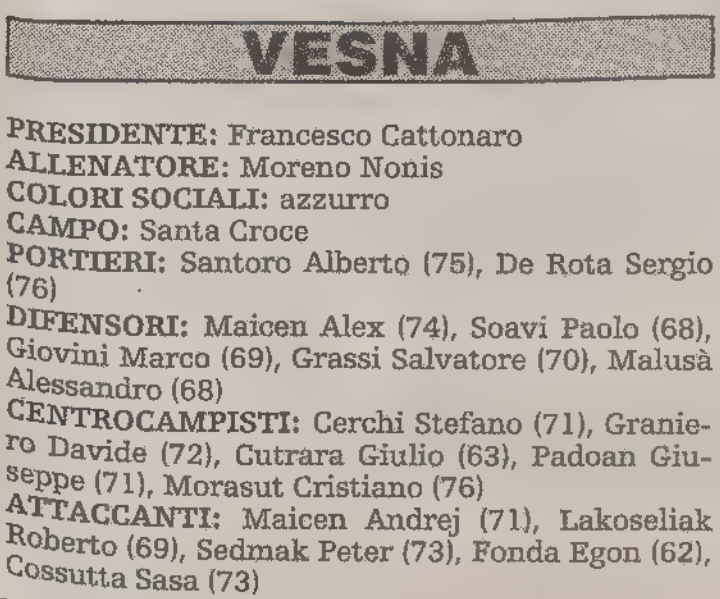 VESNA
PRESIDENTE: Francesco Cattonaro
ALLENATORE: Moreno Nonis
COLORI SOCIALI: azzurro
CAMPO: Santa Croce
PORTIERI: Santoro Alberto (75), De Rota Sergio
(76)
DIFENSORI: Maicen Alex (74), Soavi Paolo (68),
Giovini Marco (69), Grassi Salvatore (70), Malusà
Alessandro (68)
CENTROCAMPISTI: Cerchi Stefano (71), Granie-
ro Davide (72), Cutrara Giulio (63), Padoan Giu-
seppe (71), Morasut Cristiano (76)
ATTACCANTI: Maicen Andrej (71), Lakoseliak
Roberto (69), Sedmak Peter (73), Fonda Egon (62),
Cossutta Sasa (73)